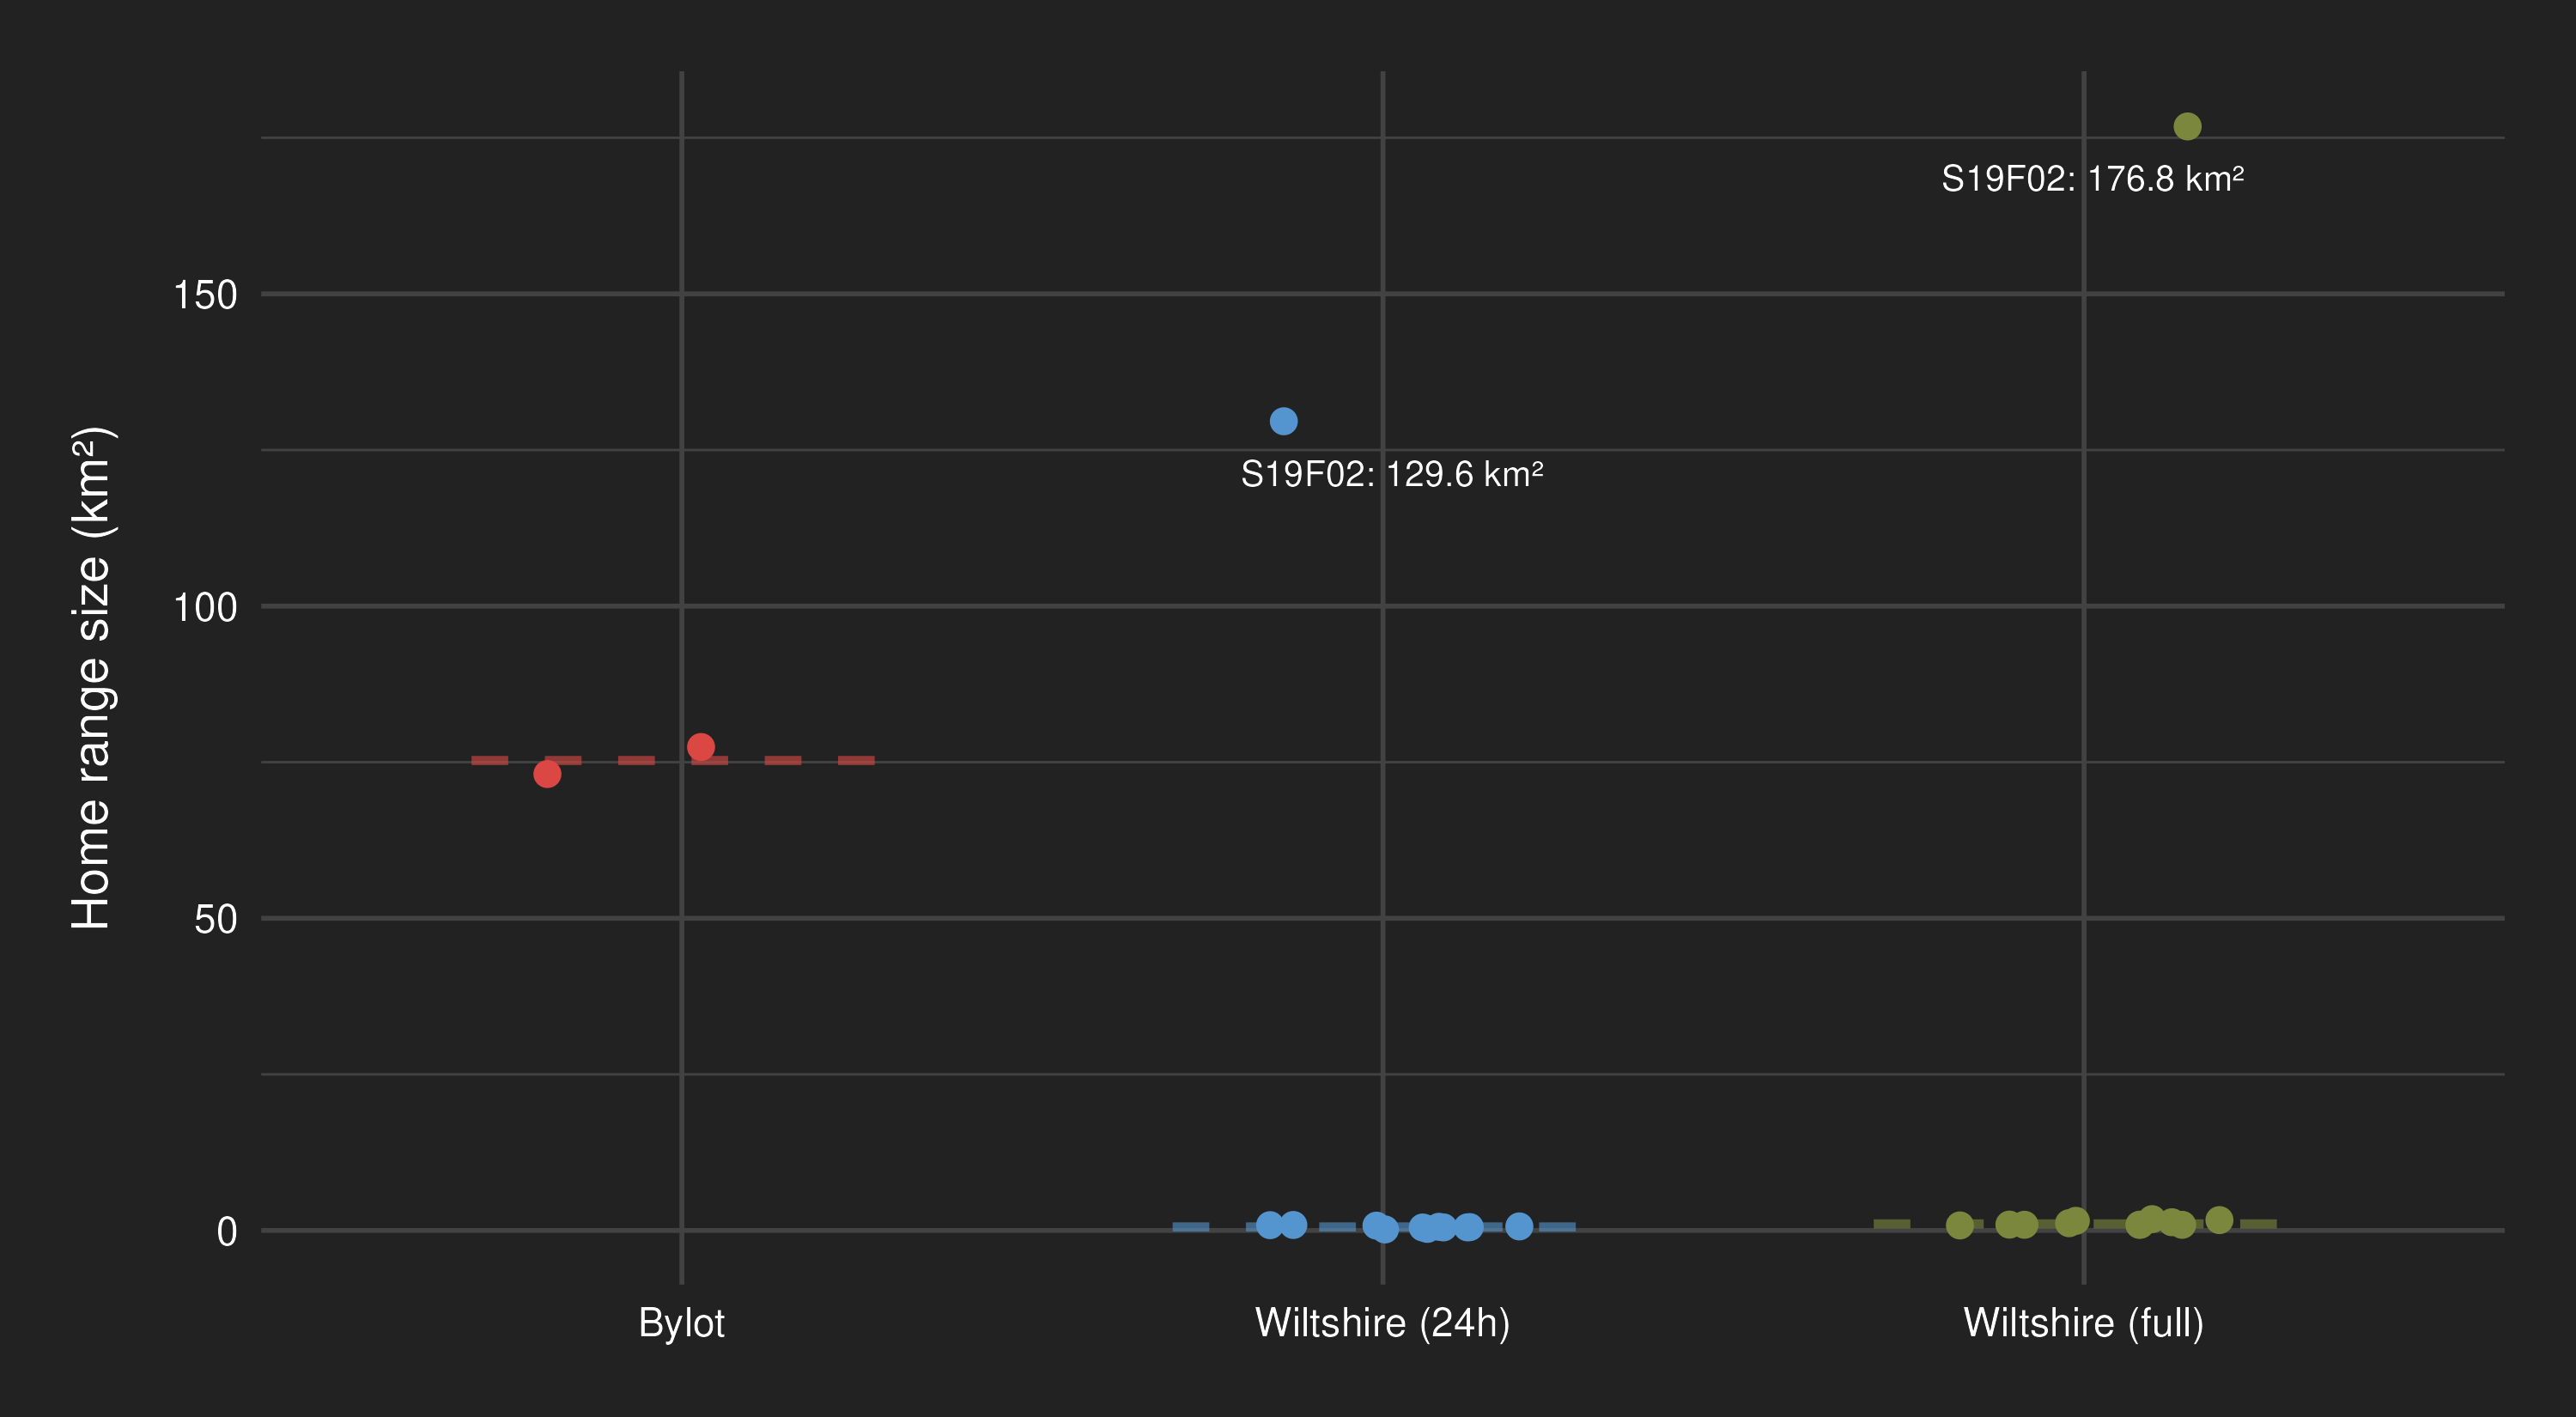 Home range size (km²)
150
100
50
0
S19F02: 176.8 km²
S19F02: 129.6 km²
Bylot
Wiltshire (24h)
Wiltshire (full)